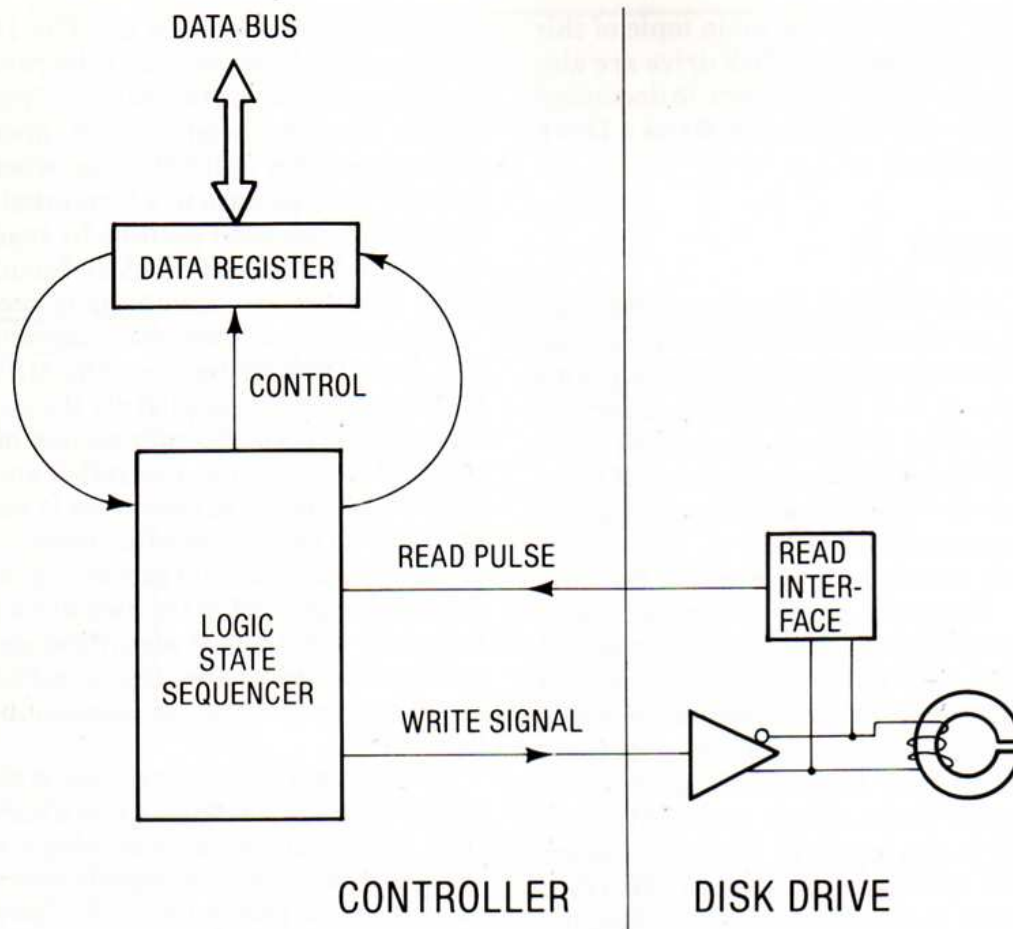 DATA BUS
DATA REGISTER
CONTROL
READ PULSE
READ
INTER-
FACE
LOGIC
STATE
SEQUENCER
WRITE SIGNAL
CONTROLLER
DISK DRIVE